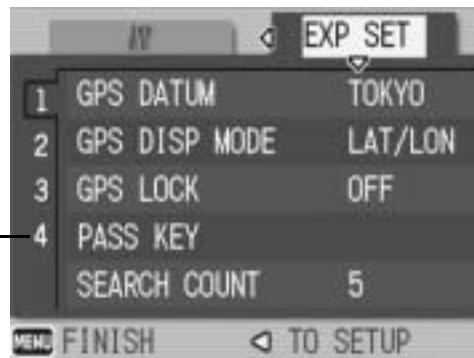 EXP SET
1 GPS DATUM TOKYO
2 GPS DISP MODE LAT/LON
3 GPS LOCK OFF
4 PASS KEY
SEARCH COUNT 5
MENU FINISH ◁ TO SETUP